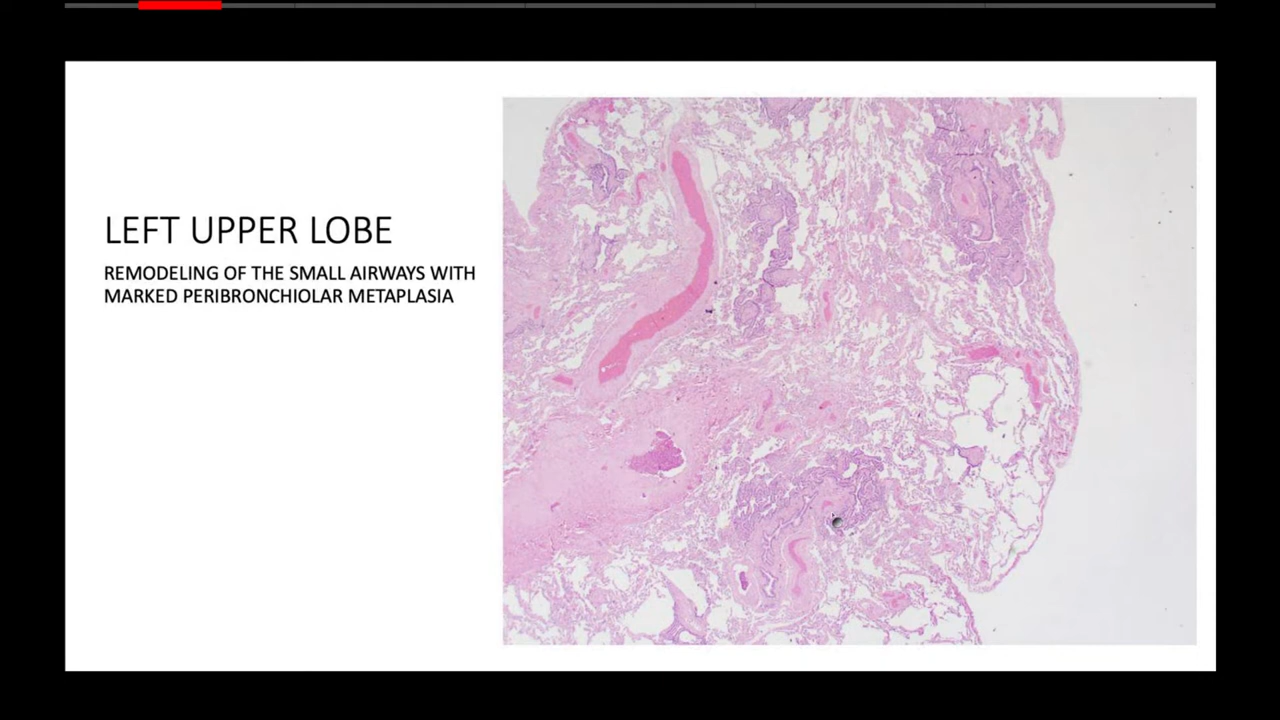 LEFT UPPER LOBE
REMODELING OF THE SMALL AIRWAYS WITH
MARKED PERIBRONCHIOLAR METAPLASIA